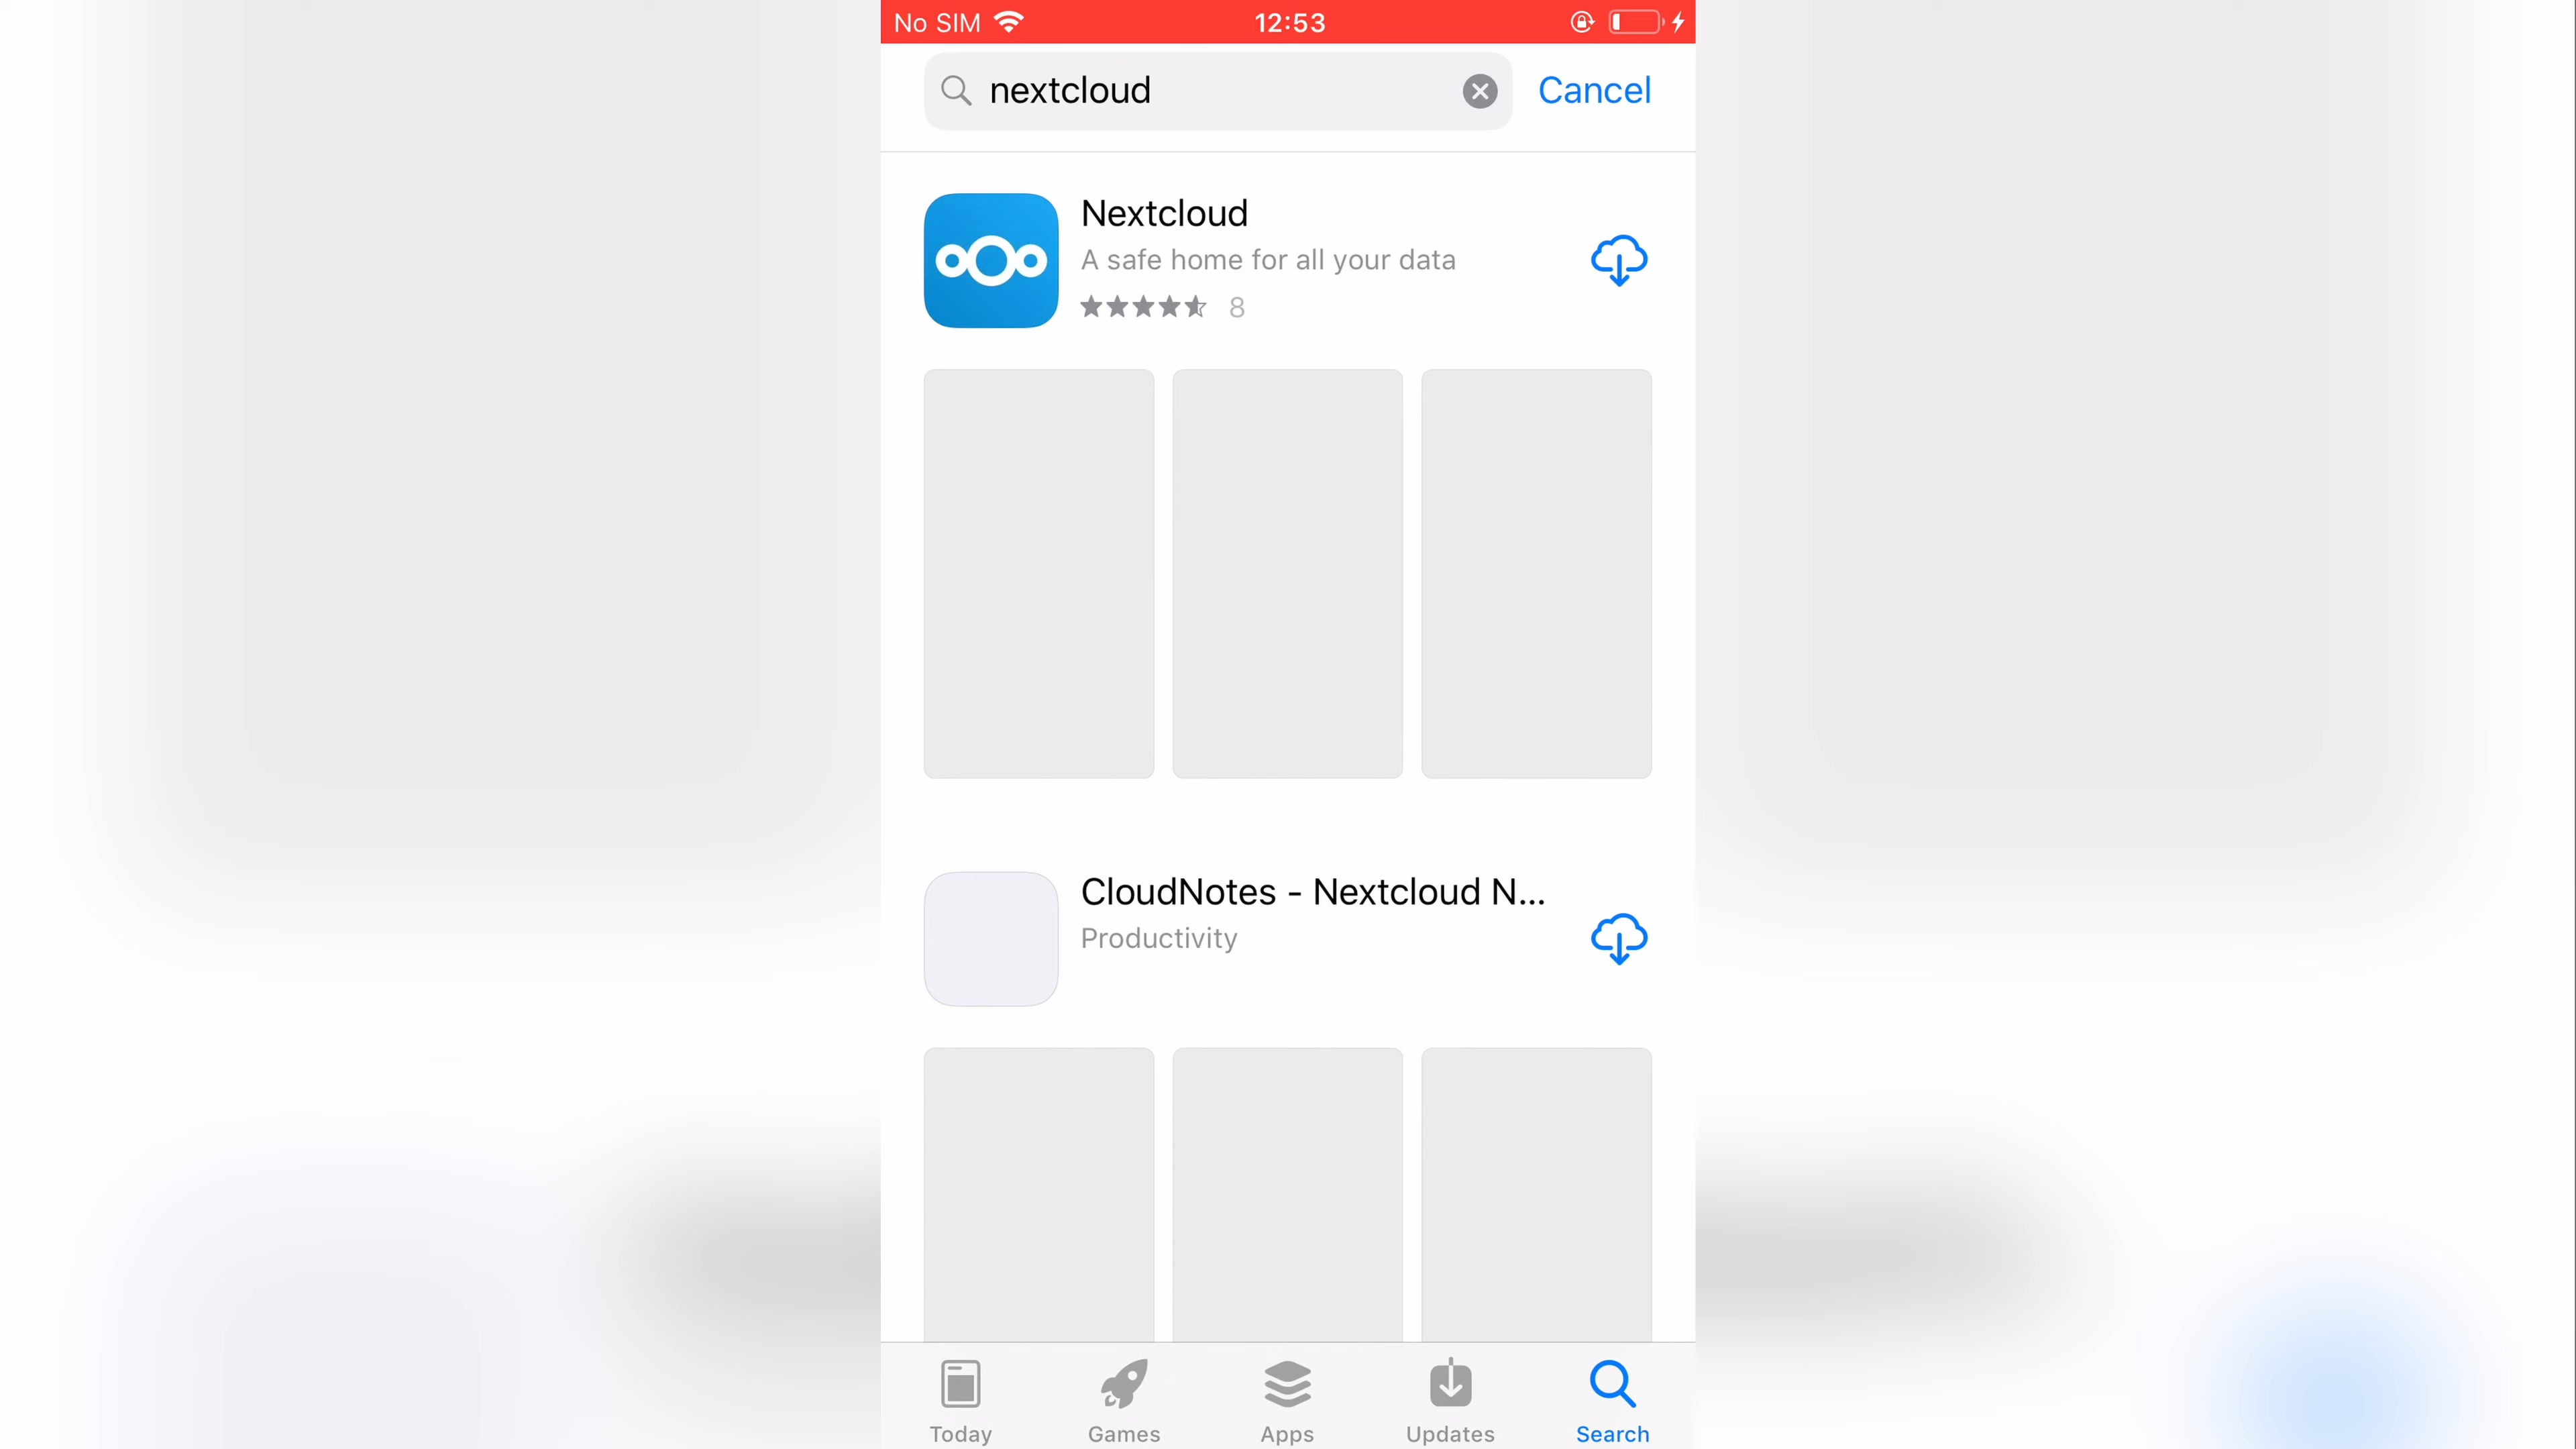 No SIM 12:53
nextcloud Cancel
Nextcloud
A safe home for all your data
8
CloudNotes - Nextcloud N...
Productivity
Today Games Apps Updates Search